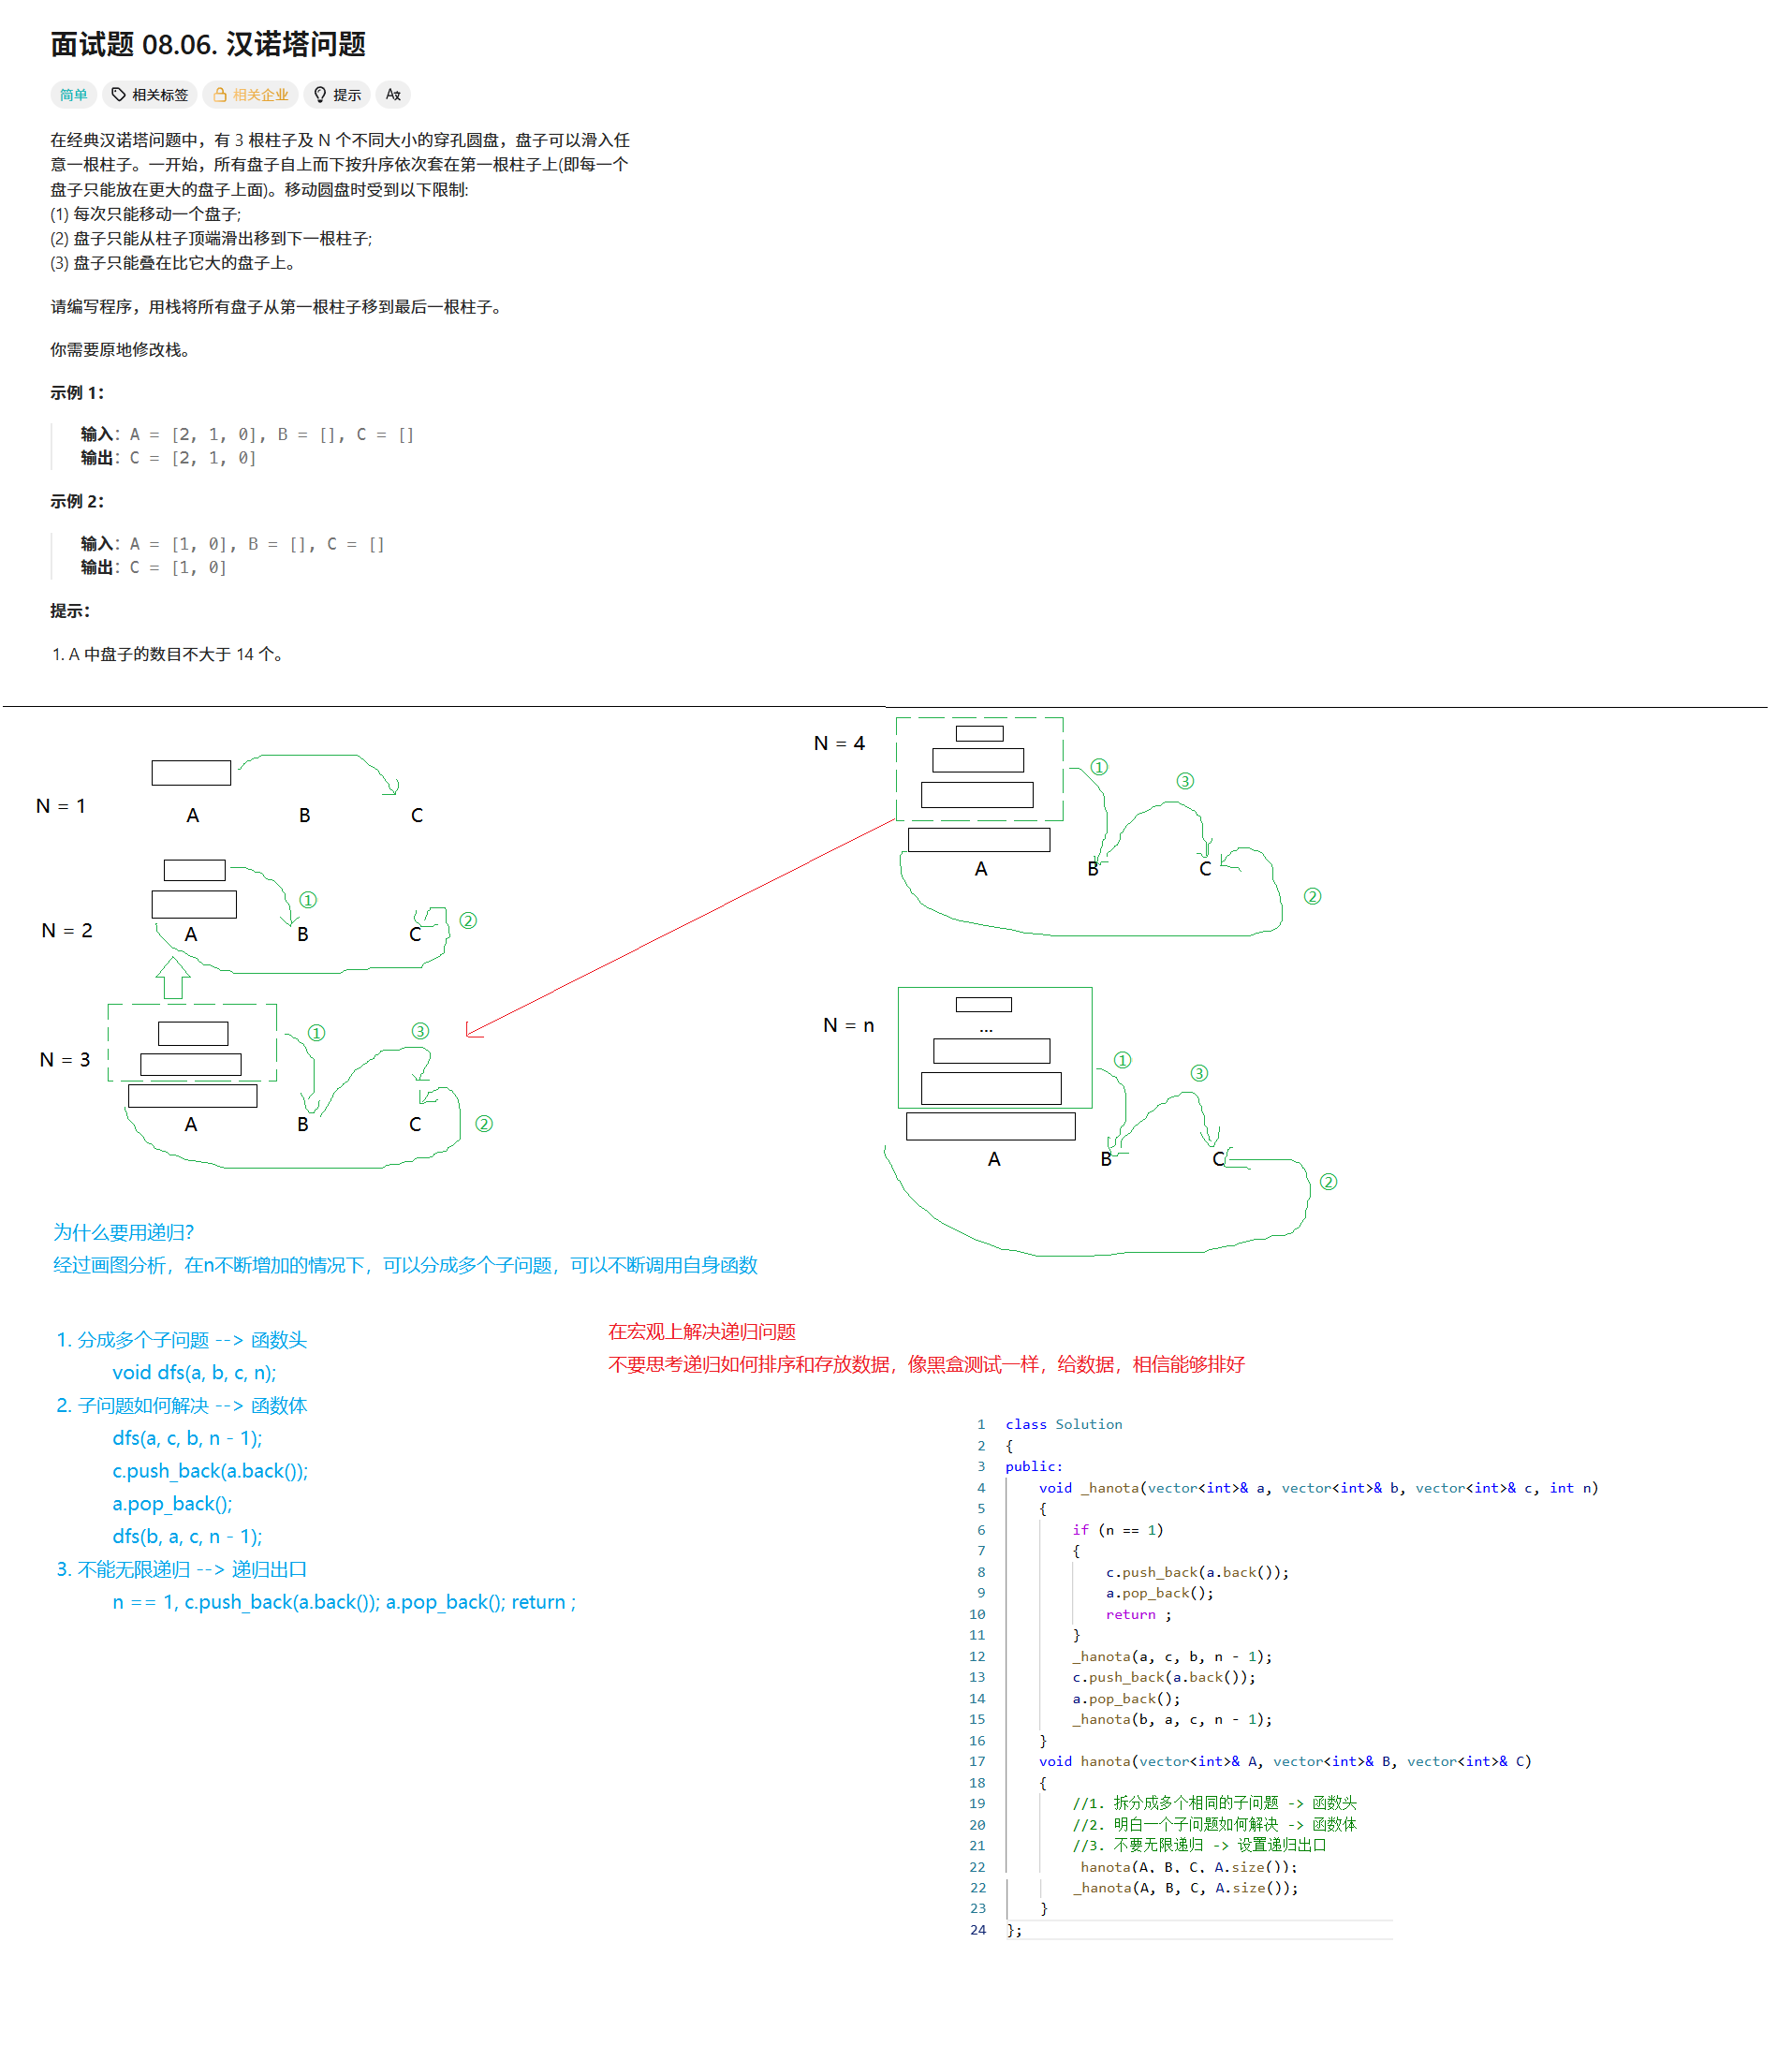 面试题 08.06. 汉诺塔问题
简单 相关标签 相关企业 提示 Aあ
在经典汉诺塔问题中，有 3 根柱子及 N 个不同大小的穿孔圆盘，盘子可以滑入任
意一根柱子。一开始，所有盘子自上而下按升序依次套在第一根柱子上(即每一个
盘子只能放在更大的盘子上面)。移动圆盘时受到以下限制:
(1) 每次只能移动一个盘子;
(2) 盘子只能从柱子顶端滑出移到下一根柱子;
(3) 盘子只能叠在比它大的盘子上。
请编写程序，用栈将所有盘子从第一根柱子移到最后一根柱子。
你需要原地修改栈。
示例 1：
输入：A = [2, 1, 0], B = [], C = []
输出：C = [2, 1, 0]
示例 2：
输入：A = [1, 0], B = [], C = []
输出：C = [1, 0]
提示：
1. A 中盘子的数目不大于 14 个。
N = 1
A B C
N = 2
①
②
A B C
N = 3
①
③
②
A B C
N = 4
①
③
②
A B C
N = n
...
①
③
②
A B C
为什么要用递归？
经过画图分析，在n不断增加的情况下，可以分成多个子问题，可以不断调用自身函数
1. 分成多个子问题 --> 函数头
void dfs(a, b, c, n);
2. 子问题如何解决 --> 函数体
dfs(a, c, b, n - 1);
c.push_back(a.back());
a.pop_back();
dfs(b, a, c, n - 1);
3. 不能无限递归 --> 递归出口
n == 1, c.push_back(a.back()); a.pop_back(); return ;
在宏观上解决递归问题
不要思考递归如何排序和存放数据，像黑盒测试一样，给数据，相信能够排好
1 class Solution
2 {
3 public:
4 void _hanota(vector<int>& a, vector<int>& b, vector<int>& c, int n)
5 {
6 if (n == 1)
7 {
8 c.push_back(a.back());
9 a.pop_back();
10 return ;
11 }
12 _hanota(a, c, b, n - 1);
13 c.push_back(a.back());
14 a.pop_back();
15 _hanota(b, a, c, n - 1);
16 }
17 void hanota(vector<int>& A, vector<int>& B, vector<int>& C)
18 {
19 //1. 拆分成多个相同的子问题 -> 函数头
20 //2. 明白一个子问题如何解决 -> 函数体
21 //3. 不要无限递归 -> 设置递归出口
22 hanota(A, B, C, A.size());
22 _hanota(A, B, C, A.size());
23 }
24 };